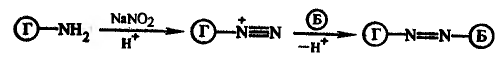 Г NH₂ NaNO₂ H⁺ Г N⁺≡N Б −H⁺ Г N=N Б